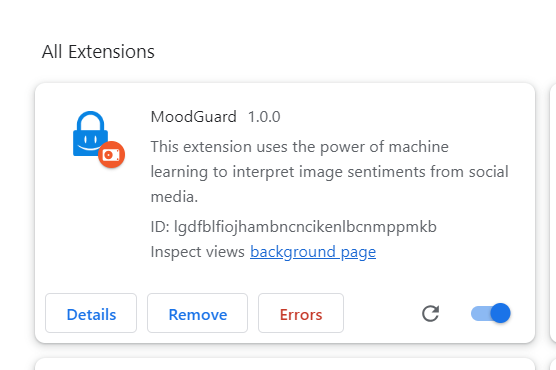 All Extensions
MoodGuard 1.0.0
This extension uses the power of machine
learning to interpret image sentiments from social
media.
ID: lgdfblfiojhambncncikenlbcnmppmkb
Inspect views background page
Details Remove Errors